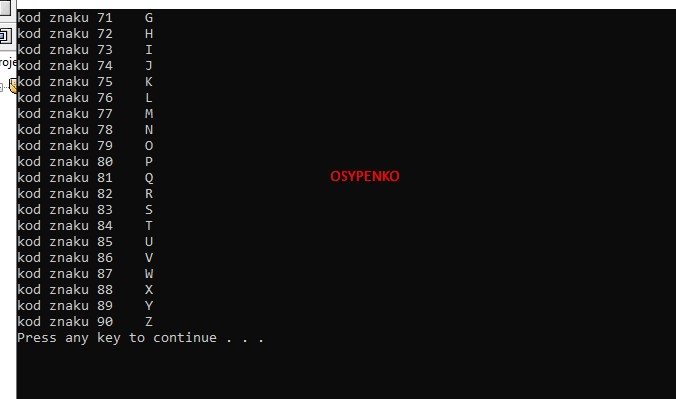 kod znaku 71    G
kod znaku 72    H
kod znaku 73    I
kod znaku 74    J
kod znaku 75    K
kod znaku 76    L
kod znaku 77    M
kod znaku 78    N
kod znaku 79    O
kod znaku 80    P
OSYPENKO
kod znaku 81    Q
kod znaku 82    R
kod znaku 83    S
kod znaku 84    T
kod znaku 85    U
kod znaku 86    V
kod znaku 87    W
kod znaku 88    X
kod znaku 89    Y
kod znaku 90    Z
Press any key to continue . . .